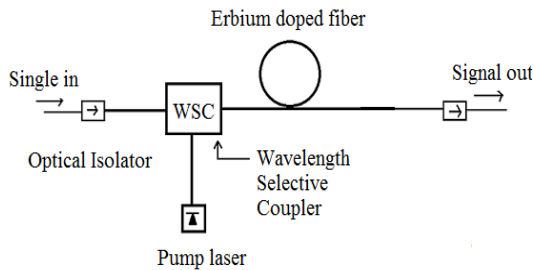 Erbium doped fiber
Single in
Signal out
WSC
Optical Isolator
Wavelength
Selective
Coupler
Pump laser